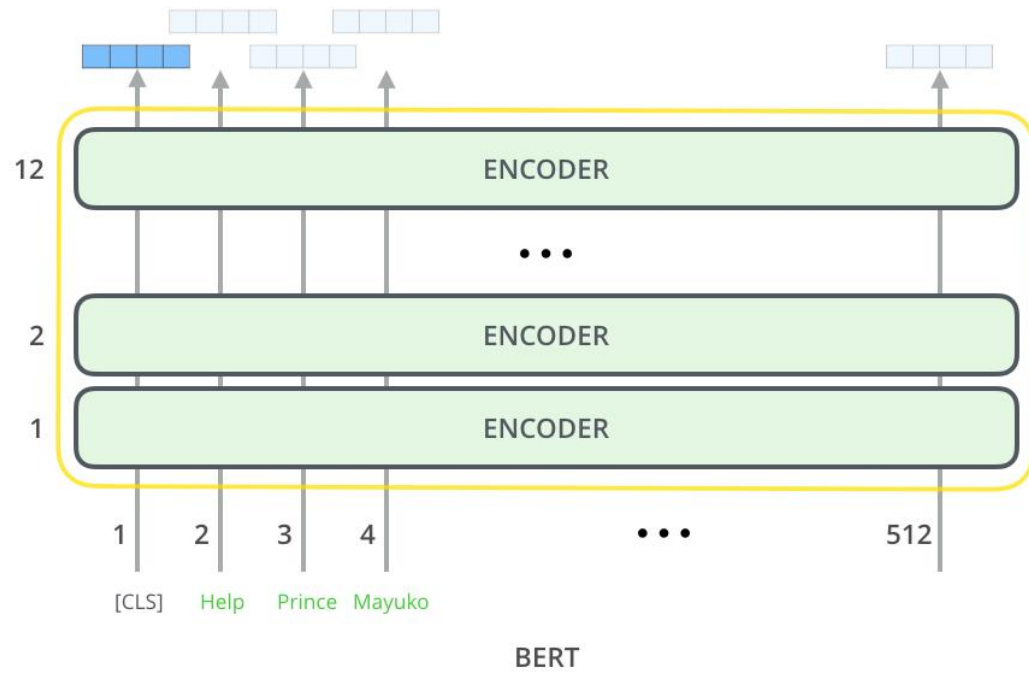 12 ENCODER
•••
2 ENCODER
1 ENCODER
1 2 3 4 ••• 512
[CLS] Help Prince Mayuko
BERT